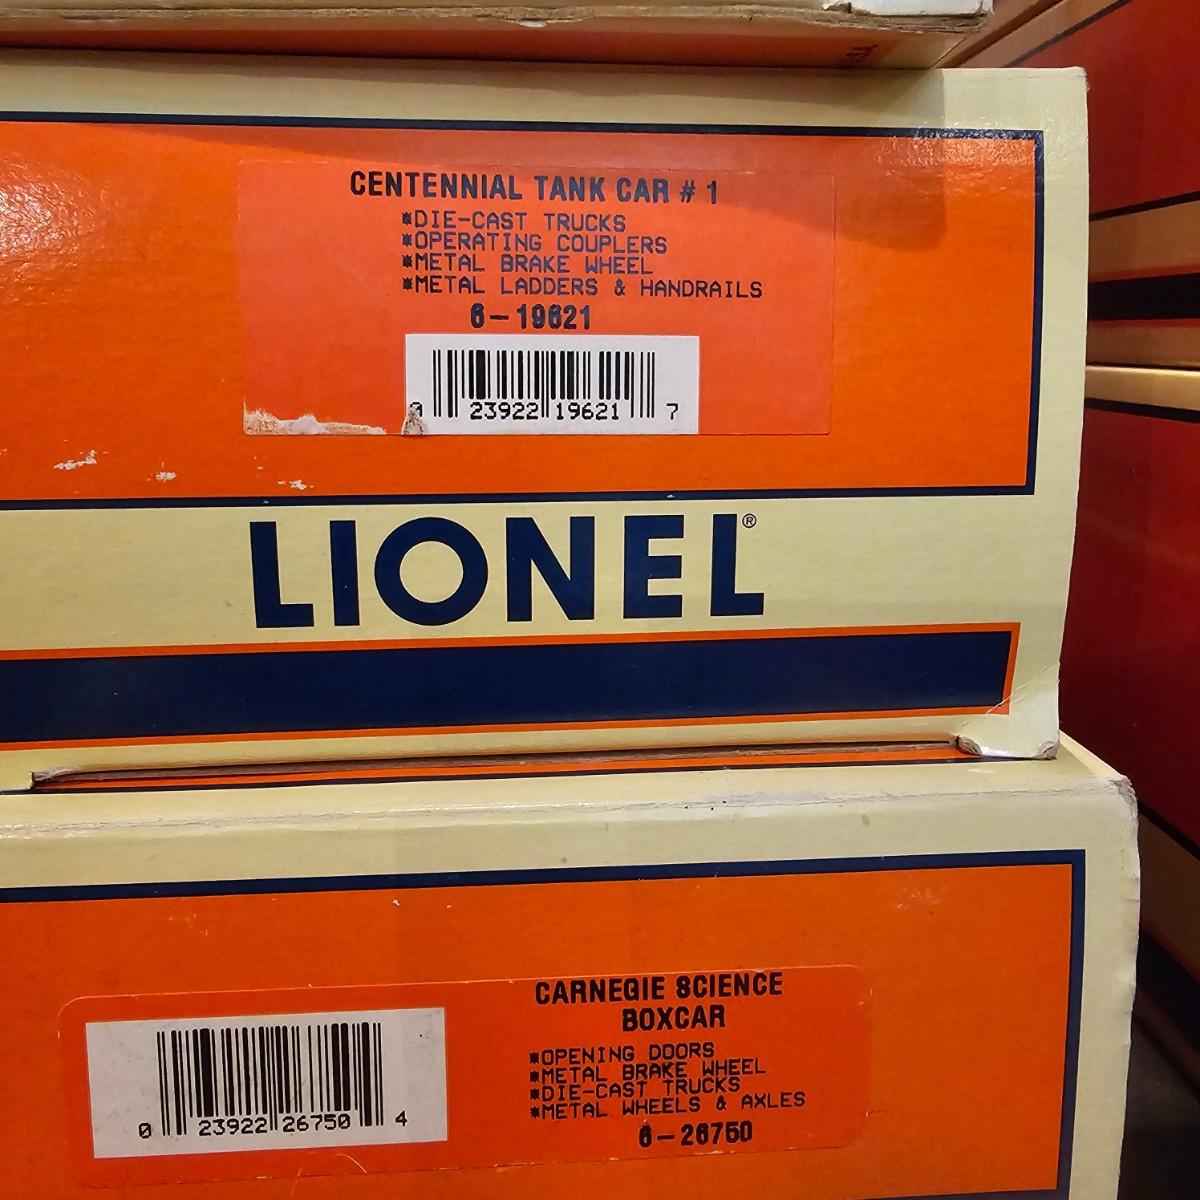 CENTENNIAL TANK CAR # 1
*DIE-CAST TRUCKS
*OPERATING COUPLERS
*METAL BRAKE WHEEL
*METAL LADDERS & HANDRAILS
6-19621
0 23922 19621 7
LIONEL®
CARNEGIE SCIENCE
BOXCAR
*OPENING DOORS
*METAL BRAKE WHEEL
*DIE-CAST TRUCKS
*METAL WHEELS & AXLES
6-26750
0 23922 26750 4